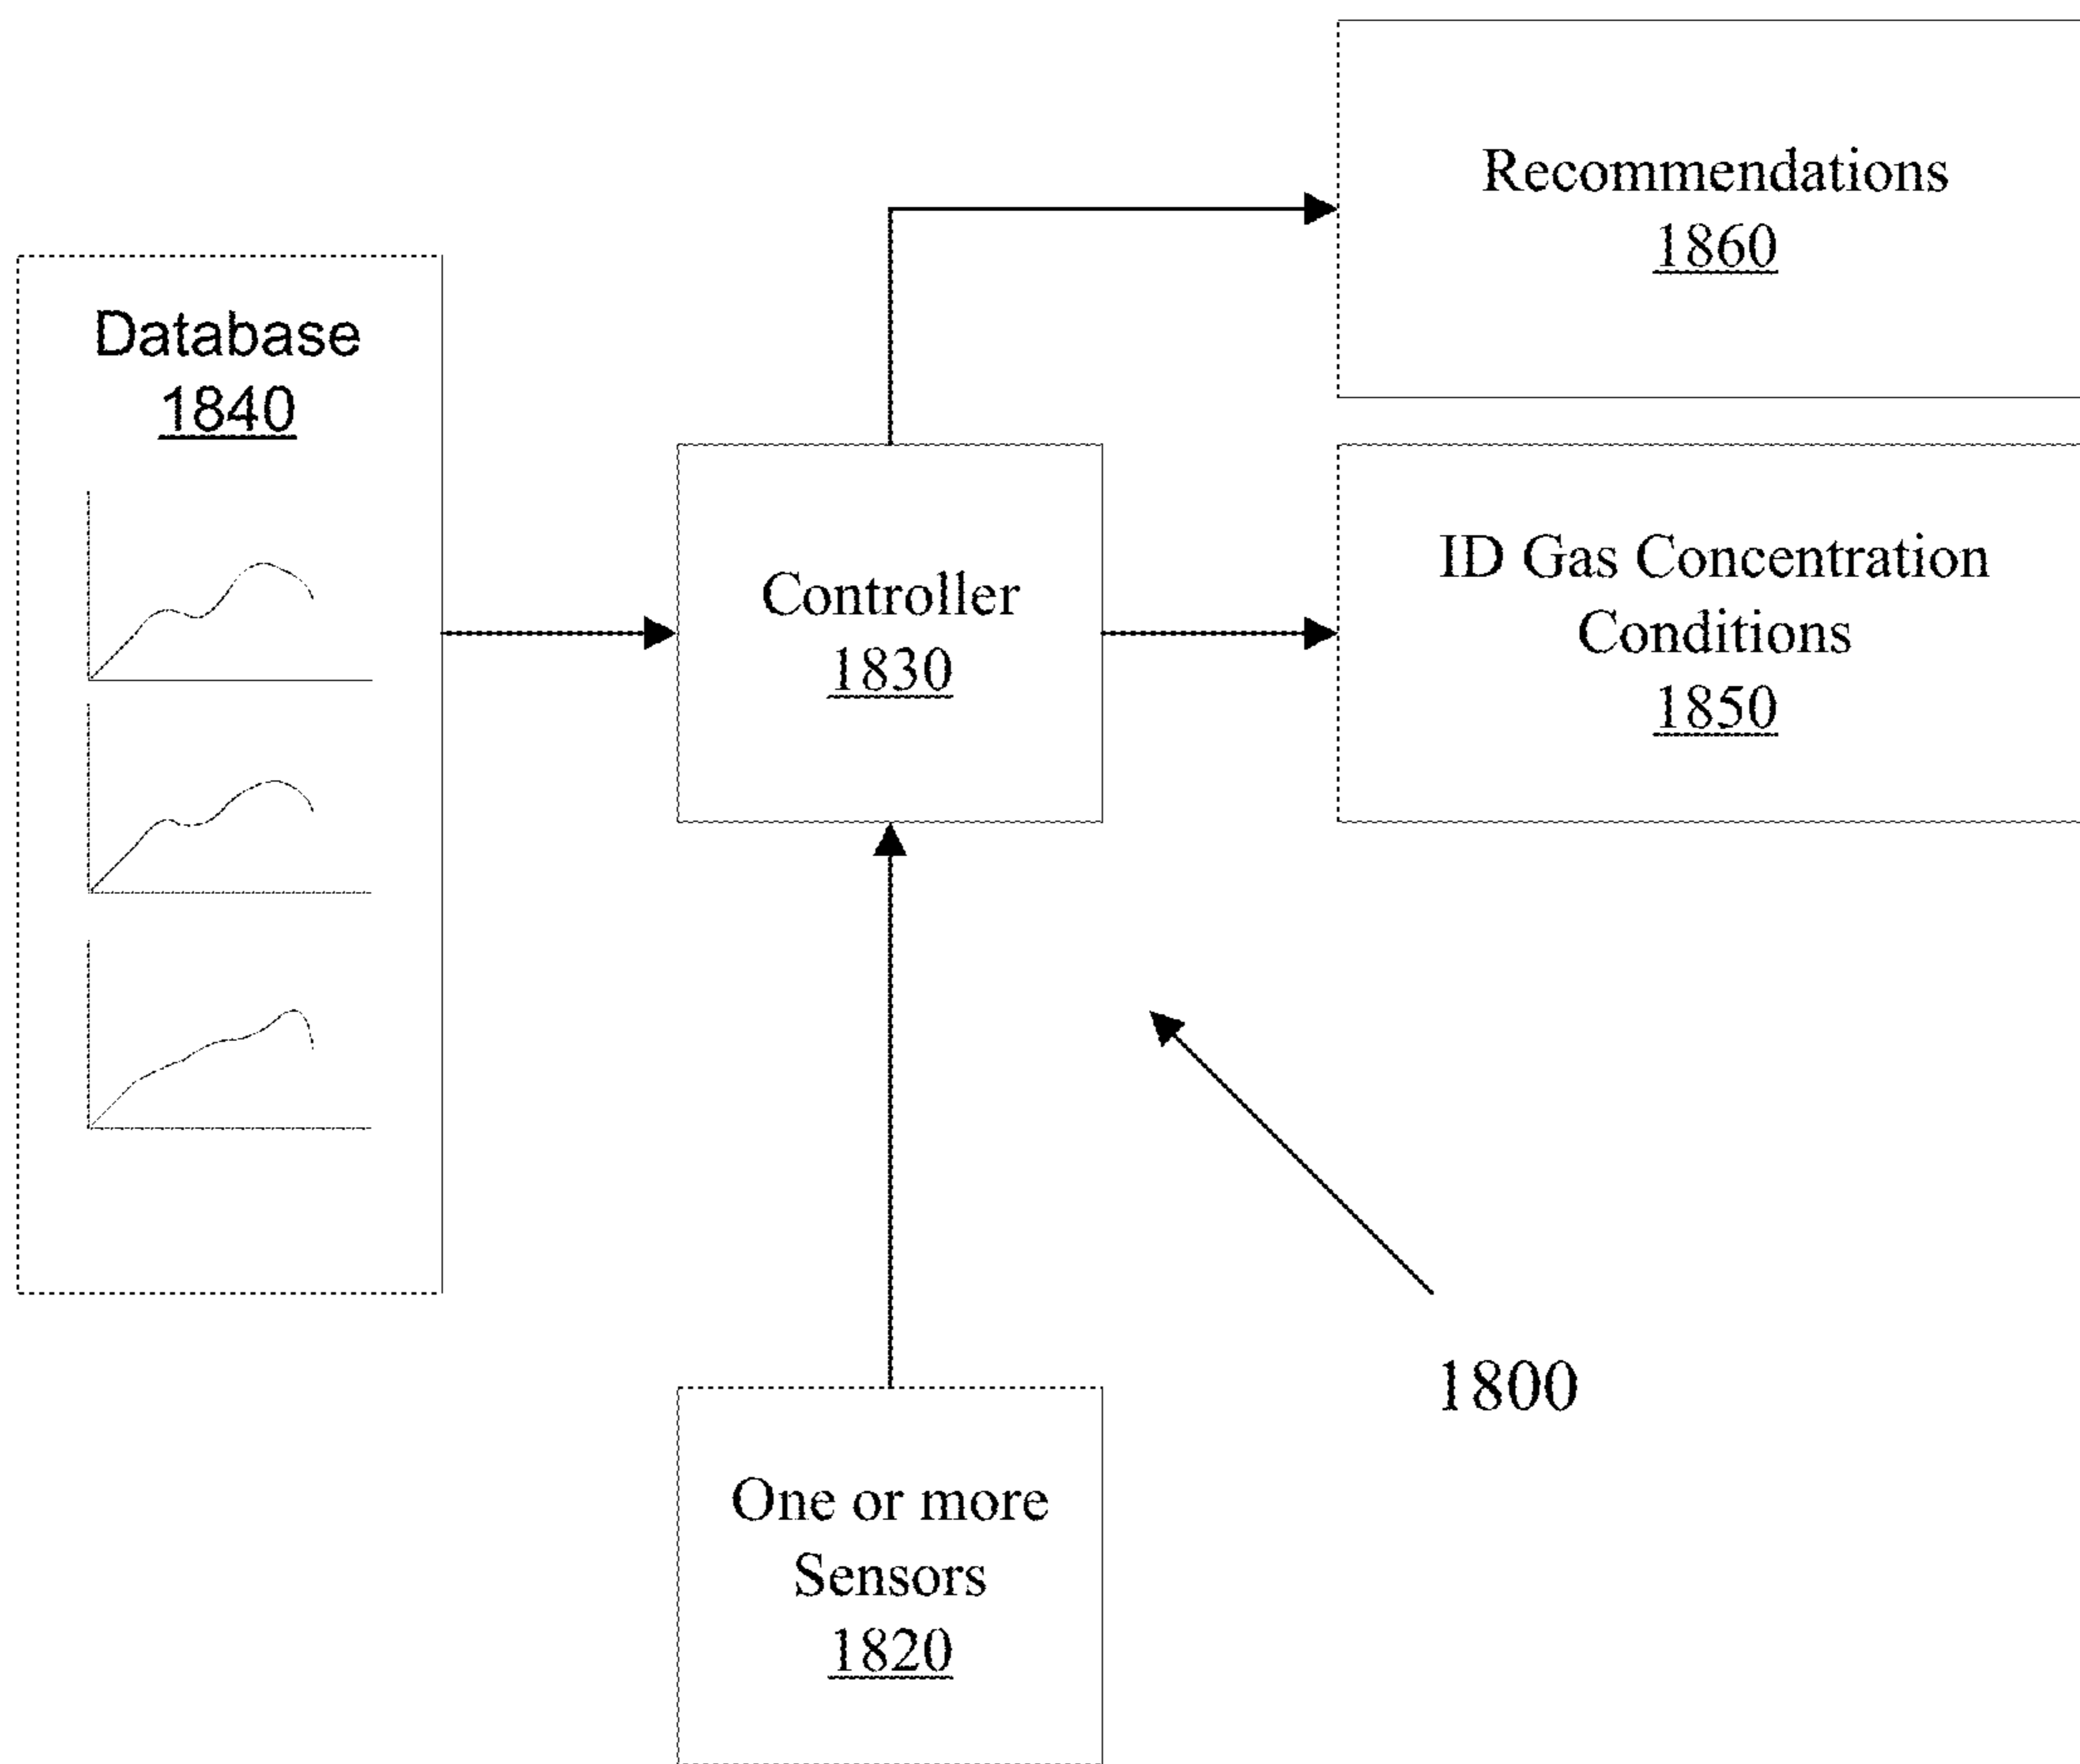 Recommendations
1860
Database
1840
Controller
1830
ID Gas Concentration
Conditions
1850
1800
One or more
Sensors
1820